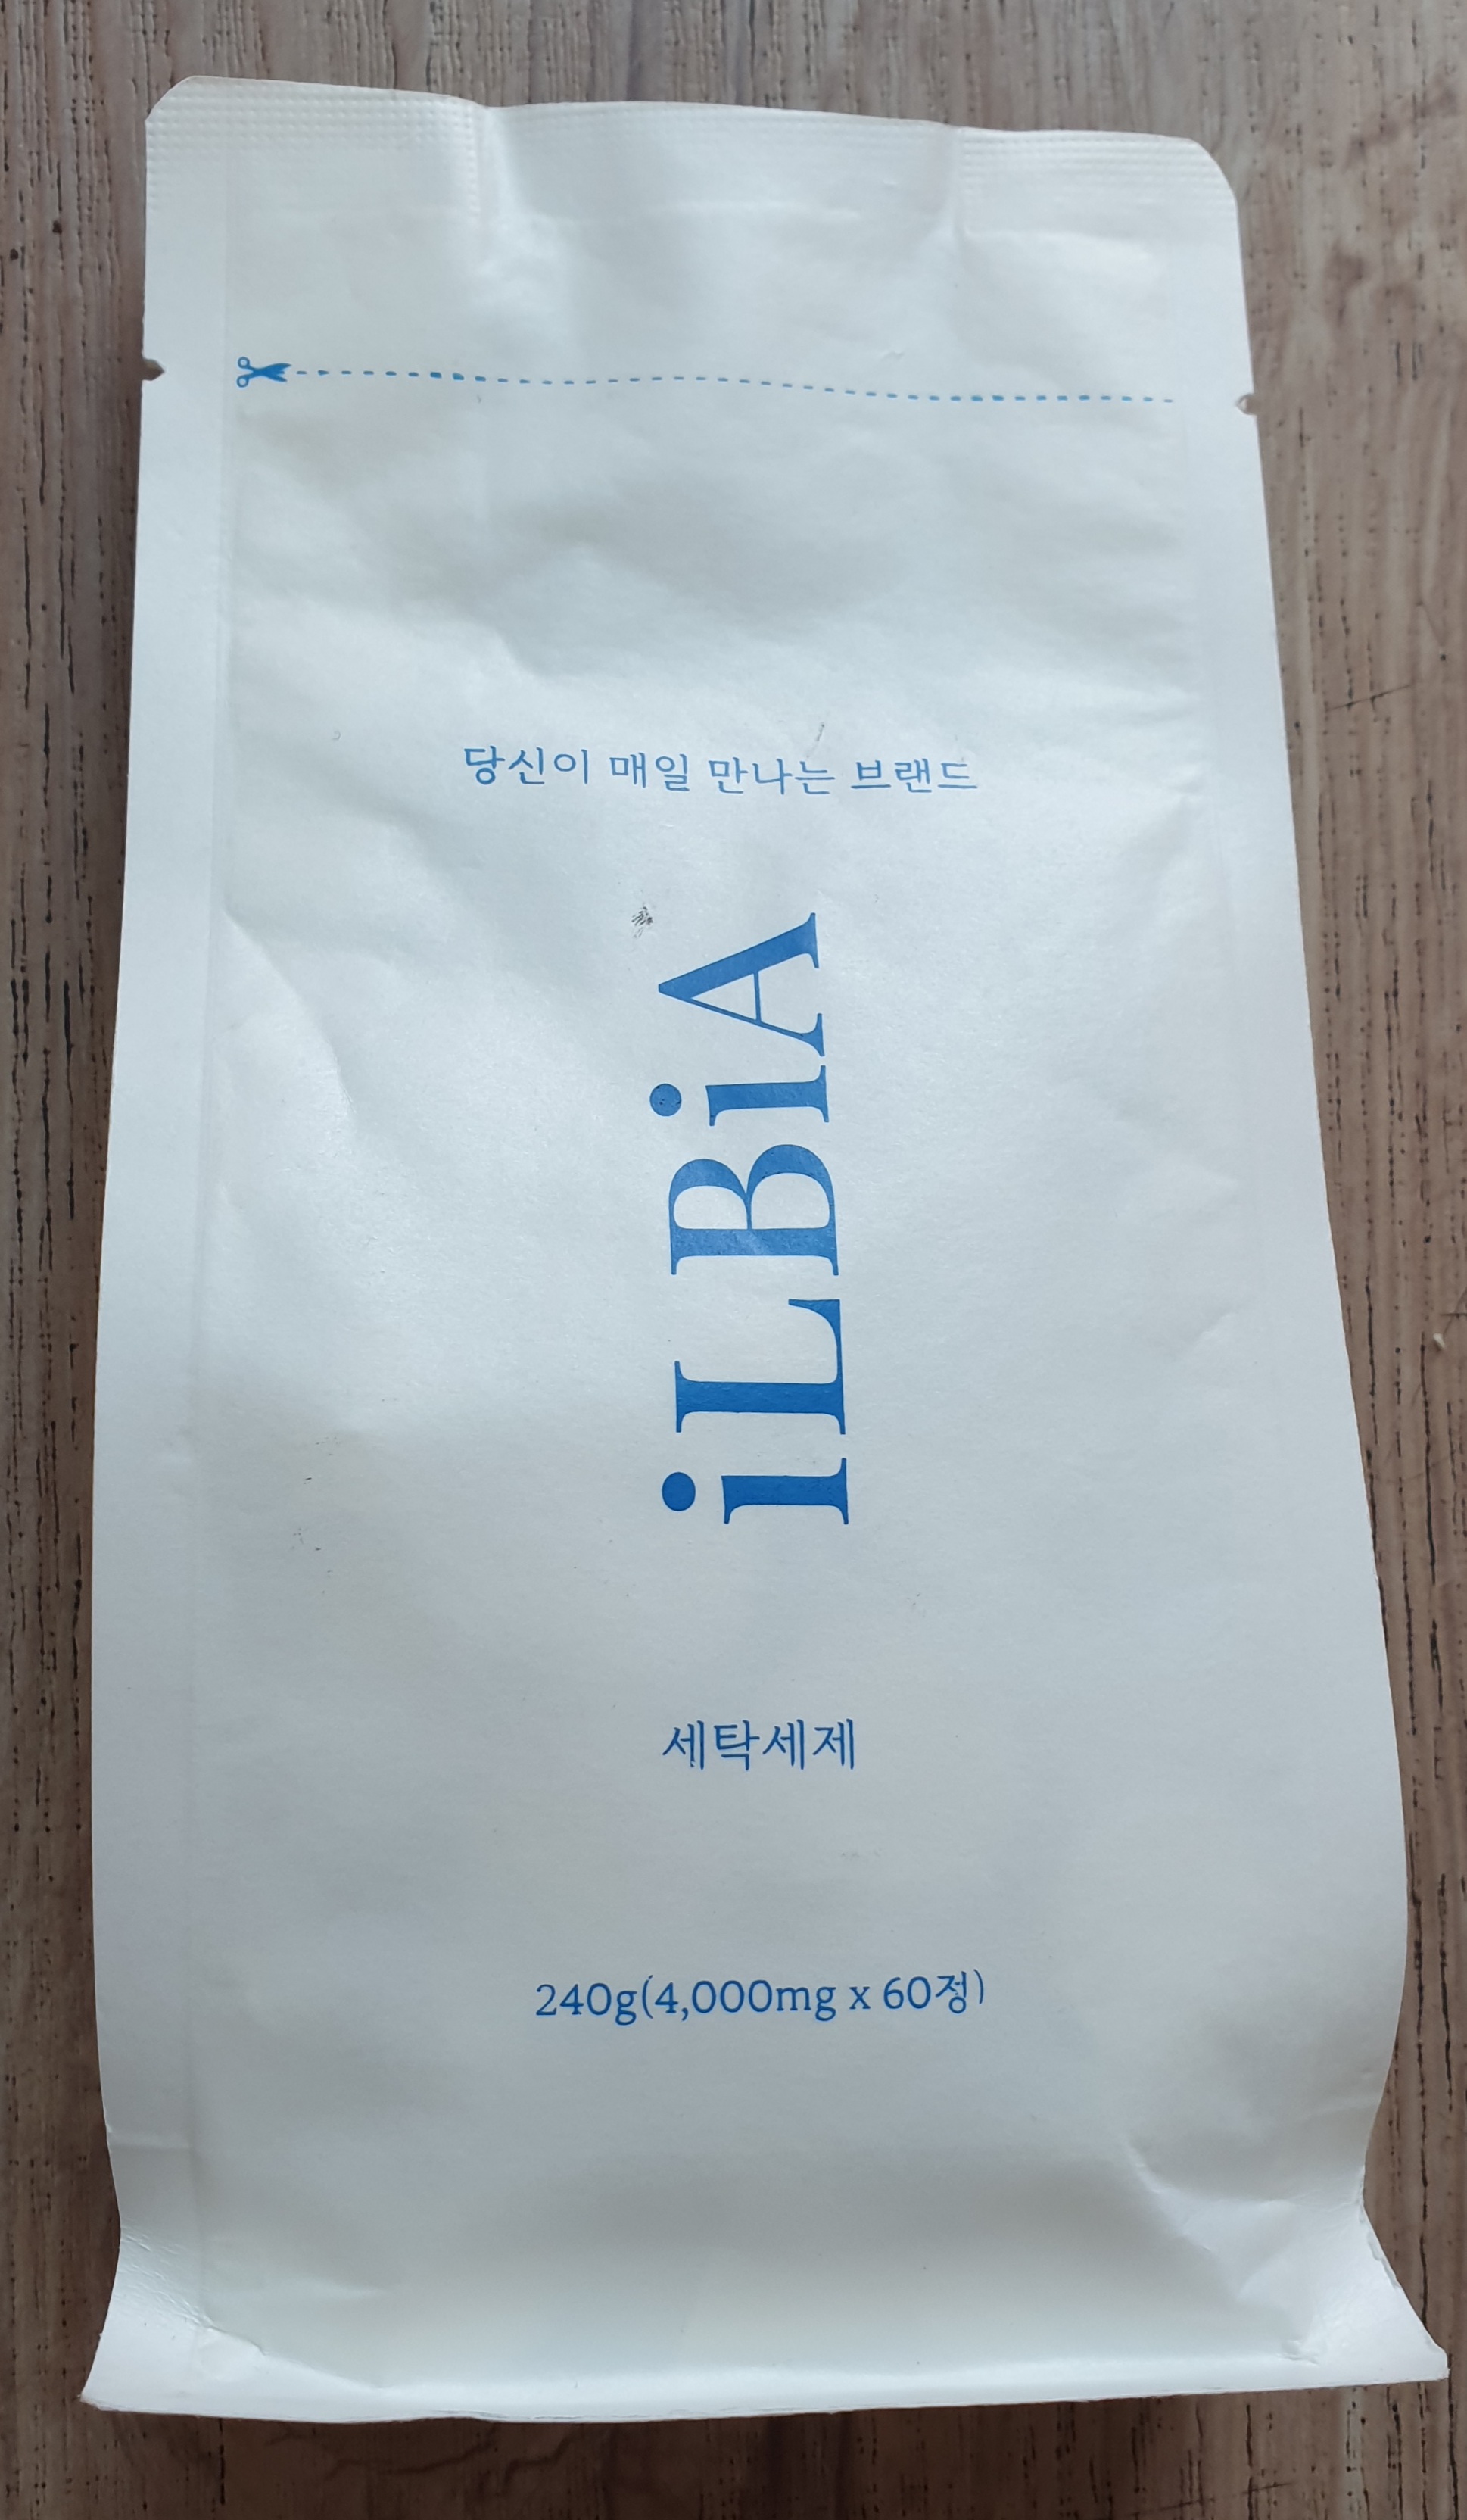 당신이 매일 만나는 브랜드
iLBiA
세탁세제
240g(4,000mg x 60정)